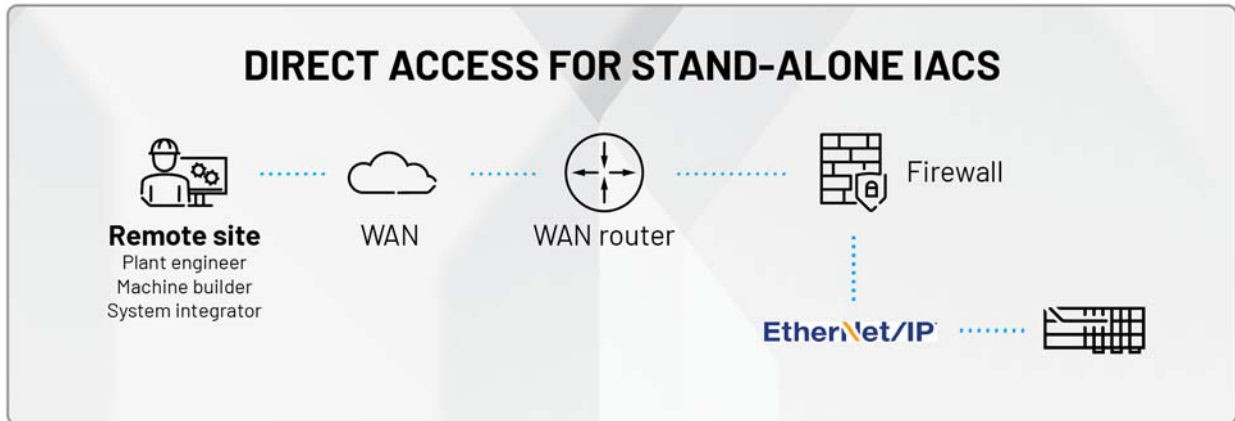 DIRECT ACCESS FOR STAND-ALONE IACS
Firewall
Remote site
WAN
WAN router
Plant engineer
Machine builder
System integrator
EtherNet/IP